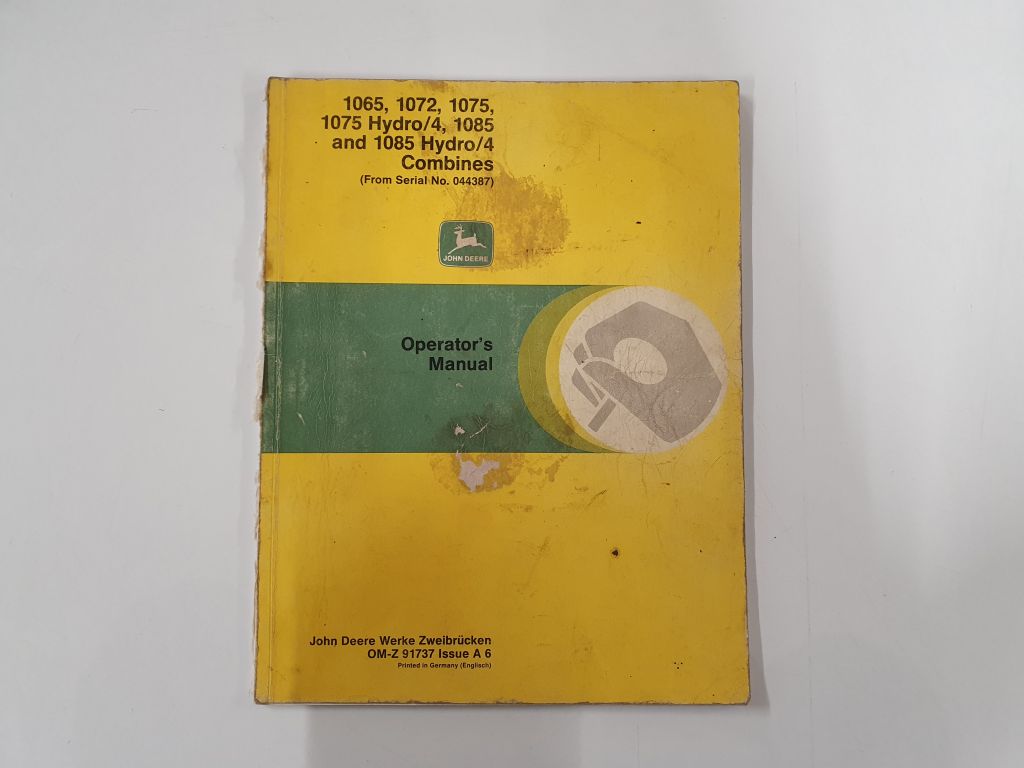 1065, 1072, 1075,
1075 Hydro/4, 1085
and 1085 Hydro/4
Combines
(From Serial No. 044387)
JOHN DEERE
Operator's
Manual
John Deere Werke Zweibrücken
OM-Z 91737 Issue A 6
Printed in Germany (Englisch)